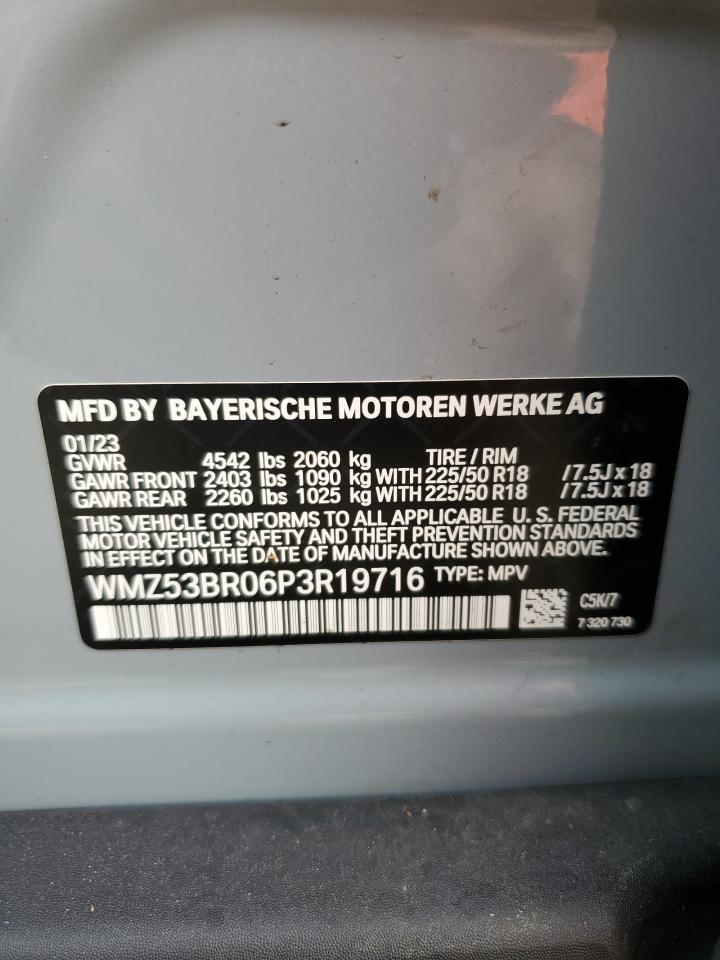 MFD BY BAYERISCHE MOTOREN WERKE AG
01/23
GVWR 4542 lbs 2060 kg TIRE / RIM
GAWR FRONT 2403 lbs 1090 kg WITH 225/50 R18 /7.5J x 18
GAWR REAR 2260 lbs 1025 kg WITH 225/50 R18 /7.5J x 18
THIS VEHICLE CONFORMS TO ALL APPLICABLE U. S. FEDERAL
MOTOR VEHICLE SAFETY AND THEFT PREVENTION STANDARDS
IN EFFECT ON THE DATE OF MANUFACTURE SHOWN ABOVE.
WMZ53BR06P3R19716 TYPE: MPV
C5K/7
7 320 730